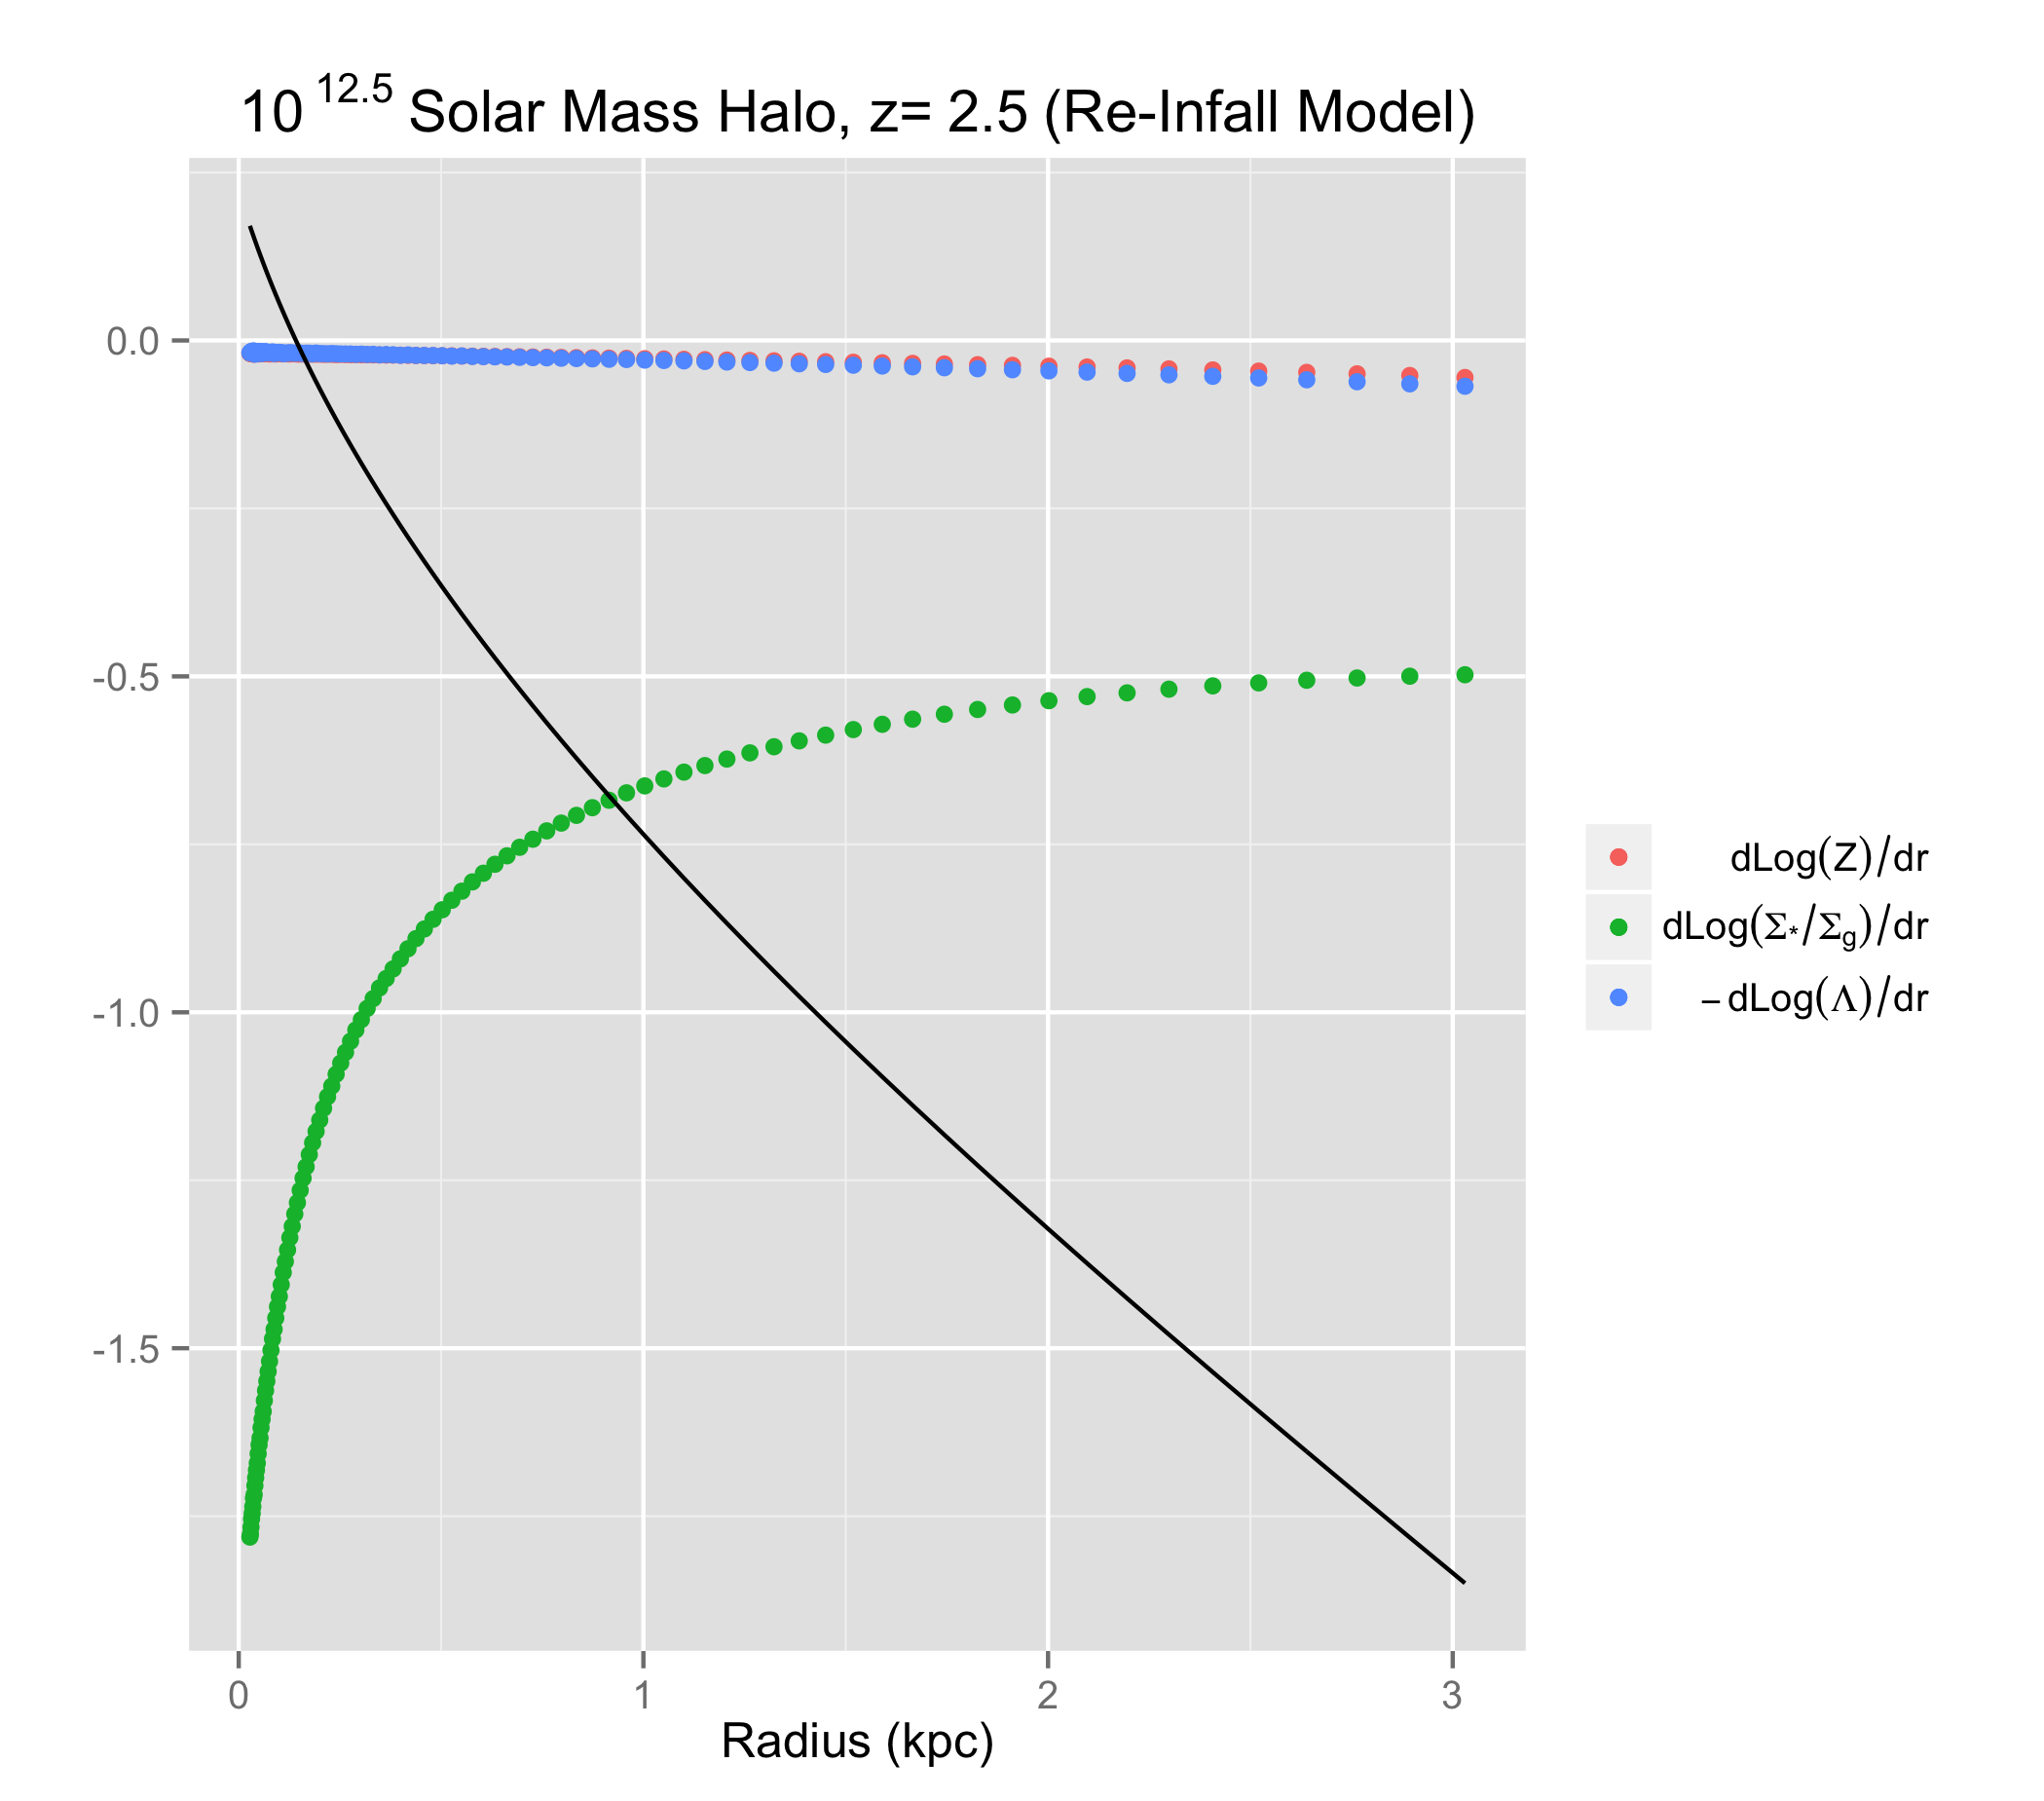 10^12.5 Solar Mass Halo, z= 2.5 (Re-Infall Model)
0.0
-0.5
-1.0
-1.5
0 1 2 3
Radius (kpc)
dLog(Z)/dr
dLog(Σ*/Σg)/dr
−dLog(Λ)/dr